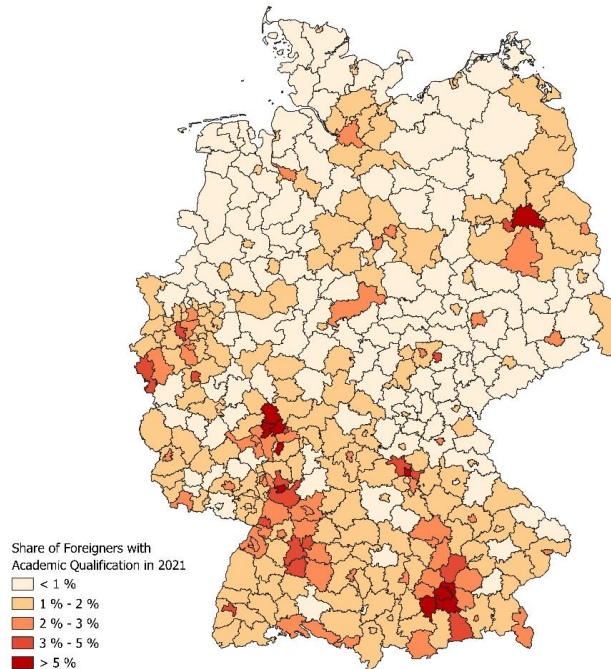 Share of Foreigners with
Academic Qualification in 2021
< 1 %
1 % - 2 %
2 % - 3 %
3 % - 5 %
> 5 %